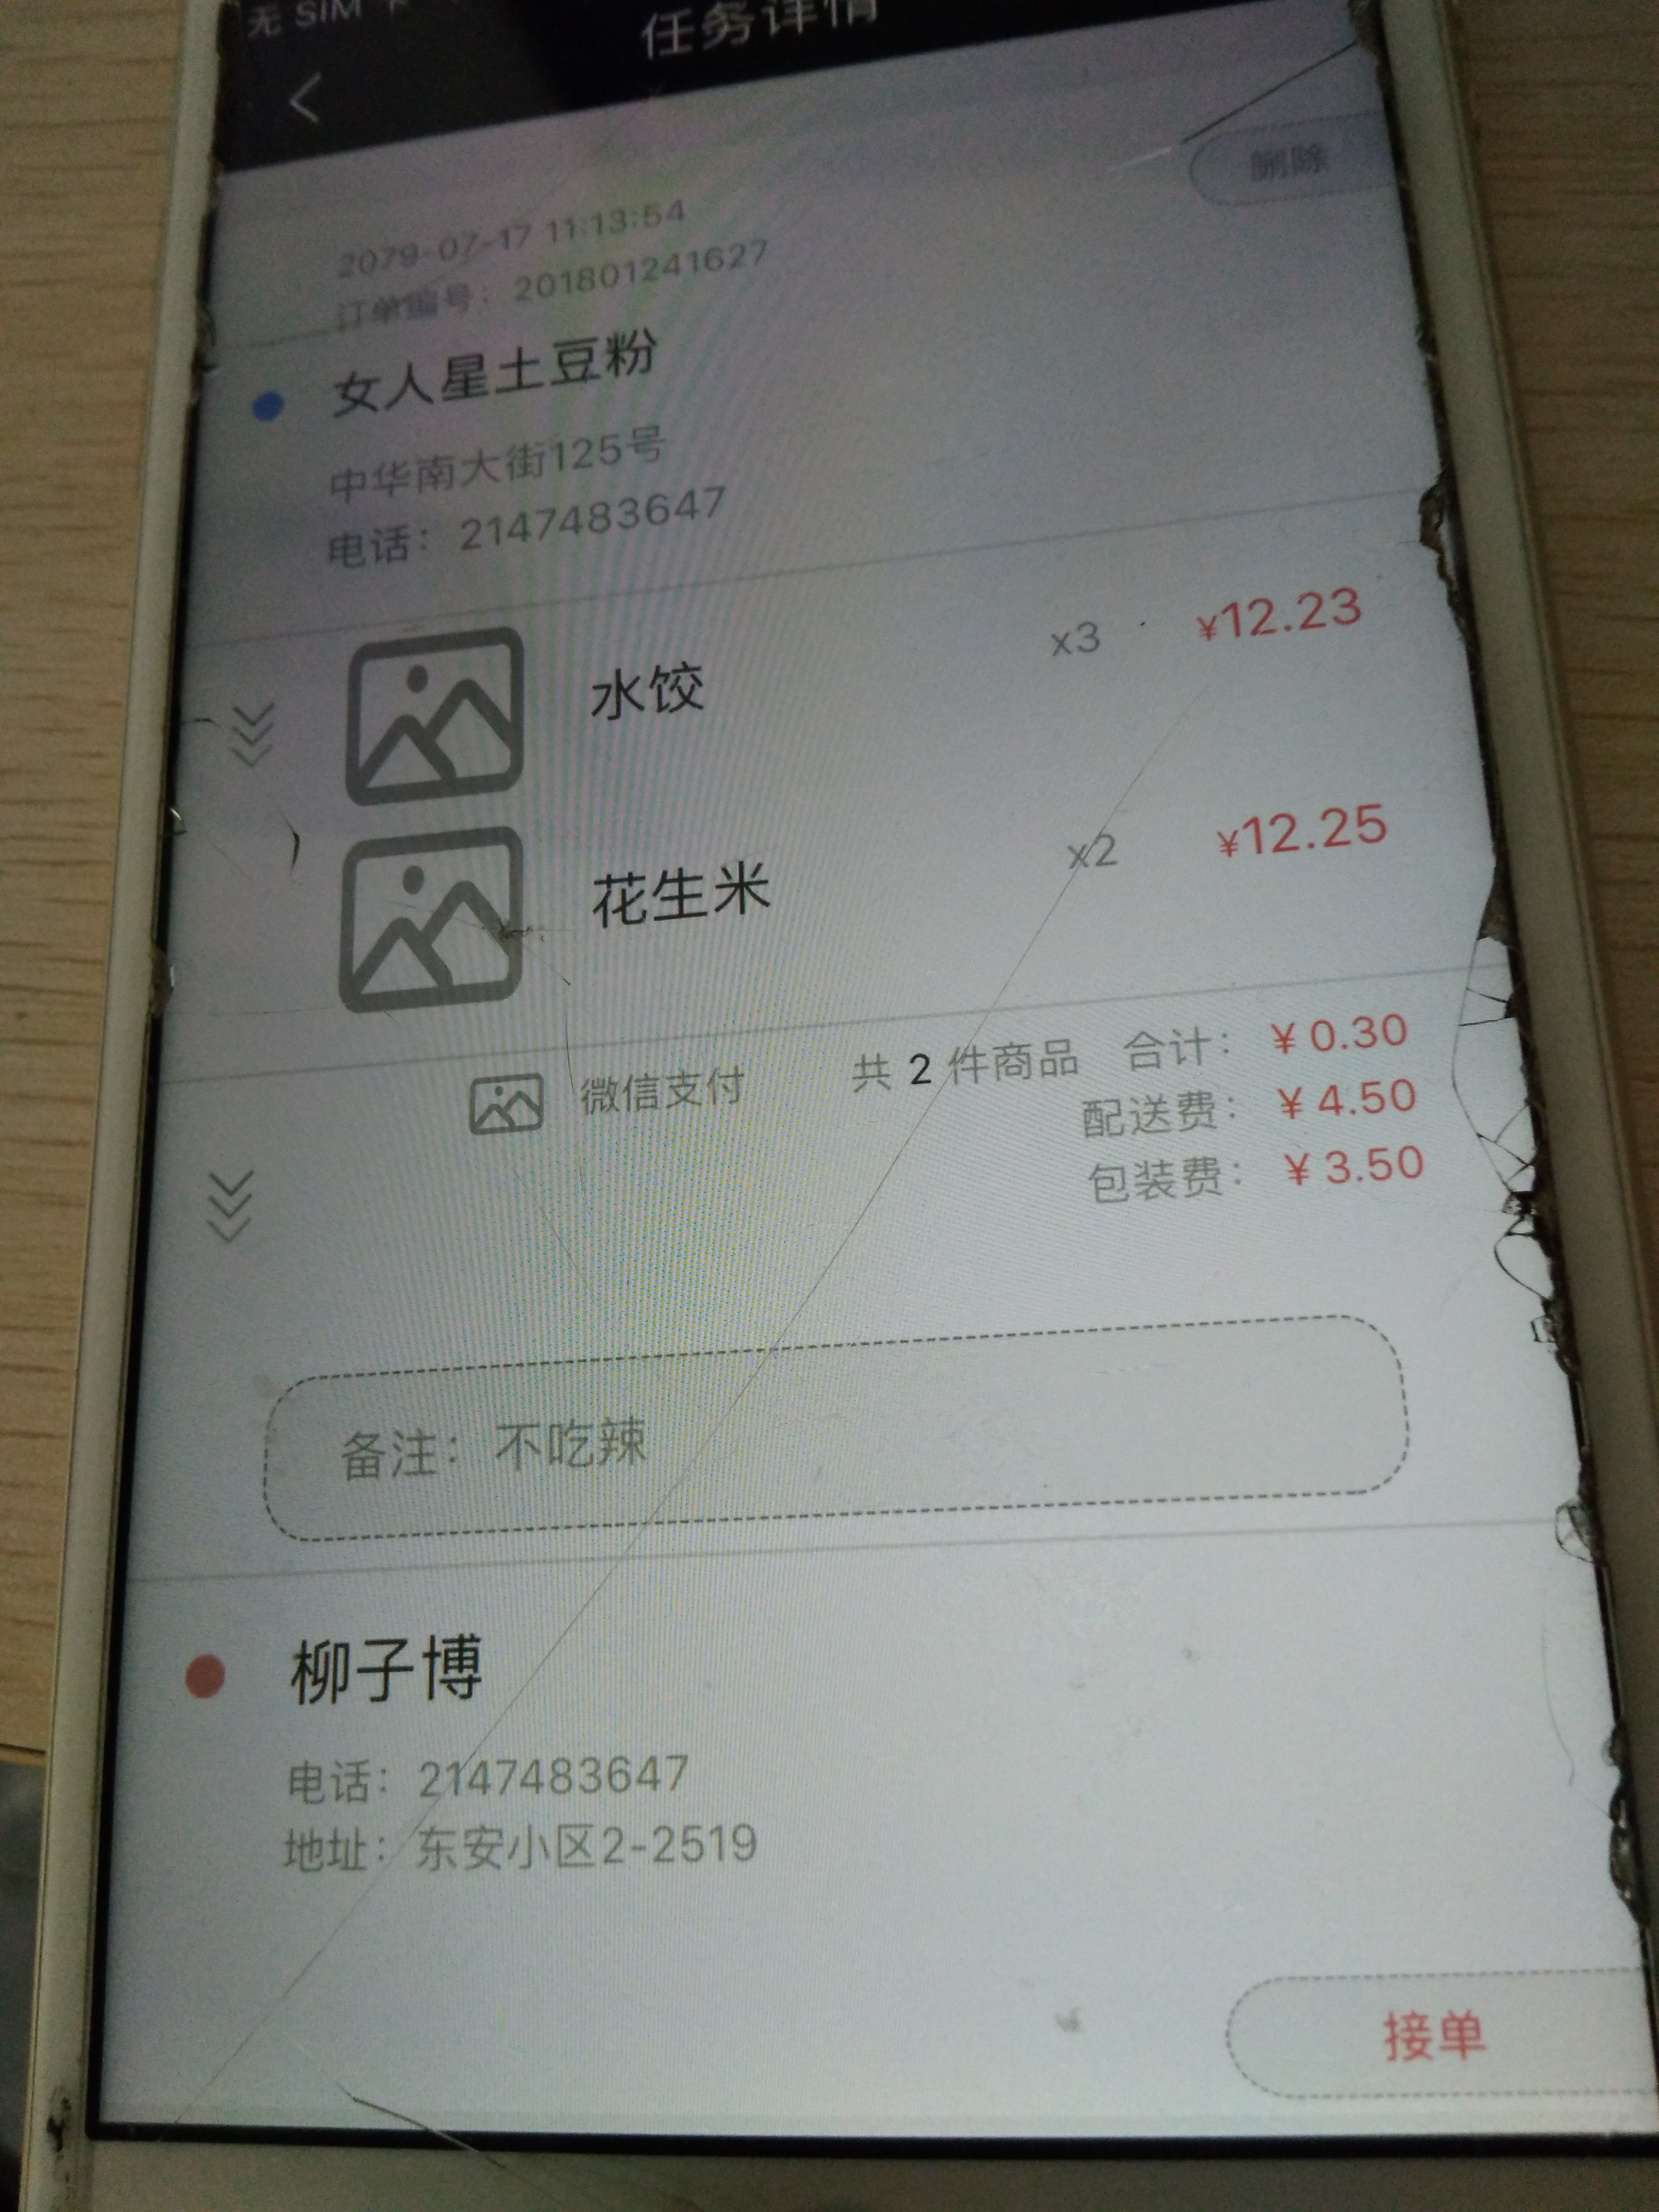 无 SIM 卡
任务详情
删除
2079-07-17 11:13:54
订单编号：201801241627
女人星土豆粉
中华南大街125号
电话：2147483647
水饺 x3 ¥12.23
花生米 x2 ¥12.25
微信支付 共 2 件商品 合计：¥0.30
配送费：¥4.50
包装费：¥3.50
备注：不吃辣
柳子博
电话：2147483647
地址：东安小区2-2519
接单